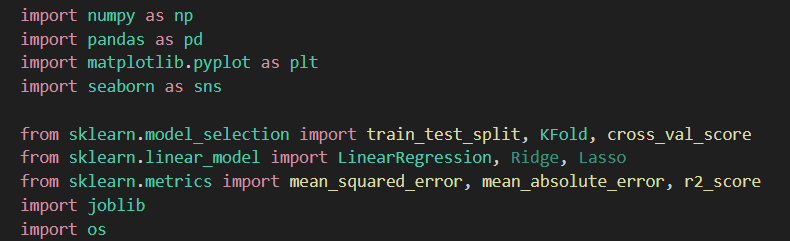 import numpy as np
import pandas as pd
import matplotlib.pyplot as plt
import seaborn as sns
from sklearn.model_selection import train_test_split, KFold, cross_val_score
from sklearn.linear_model import LinearRegression, Ridge, Lasso
from sklearn.metrics import mean_squared_error, mean_absolute_error, r2_score
import joblib
import os